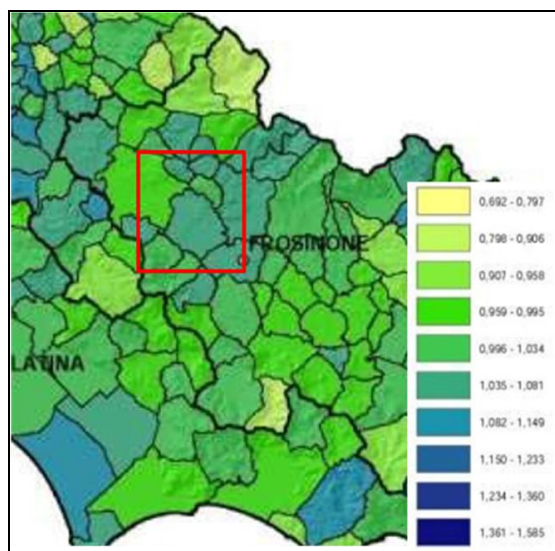 FROSINONE
LATINA
0,692 - 0,797
0,798 - 0,906
0,907 - 0,958
0,959 - 0,995
0,996 - 1,034
1,035 - 1,081
1,082 - 1,149
1,150 - 1,233
1,234 - 1,360
1,361 - 1,585